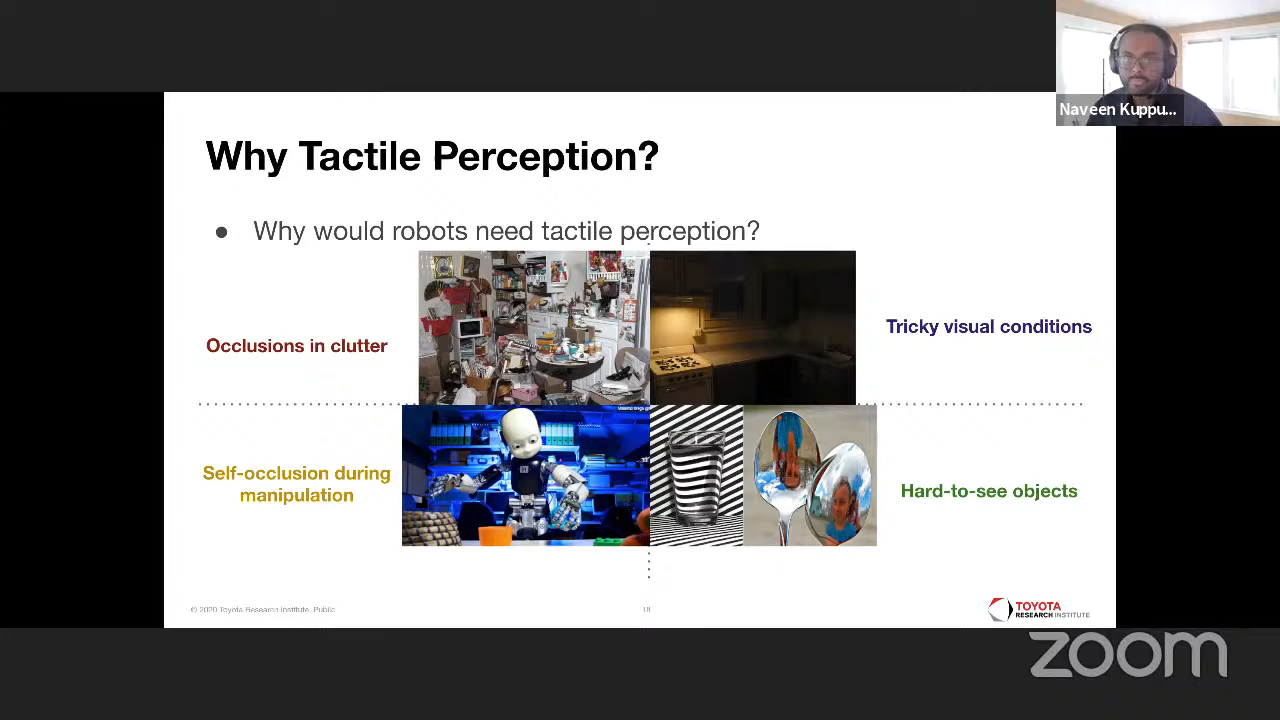 Naveen Kuppu...
Why Tactile Perception?
● Why would robots need tactile perception?
Tricky visual conditions
Occlusions in clutter
Self-occlusion during
manipulation
Hard-to-see objects
© 2020 Toyota Research Institute. Public
18
TOYOTA
RESEARCH INSTITUTE
zoom